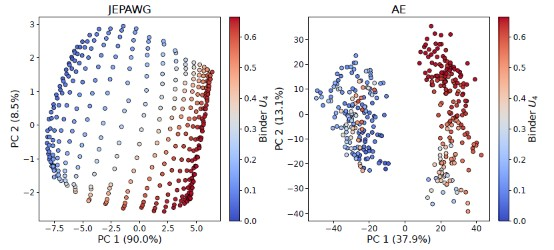 JEPAWG
AE
PC 2 (8.5%)
3
2
1
0
−1
−2
−7.5 −5.0 −2.5 0.0 2.5 5.0
PC 1 (90.0%)
0.6
0.5
0.4
0.3
0.2
0.1
0.0
Binder U4
PC 2 (13.1%)
30
20
10
0
−10
−20
−30
−40
−40 −20 0 20 40
PC 1 (37.9%)
0.6
0.5
0.4
0.3
0.2
0.1
0.0
Binder U4